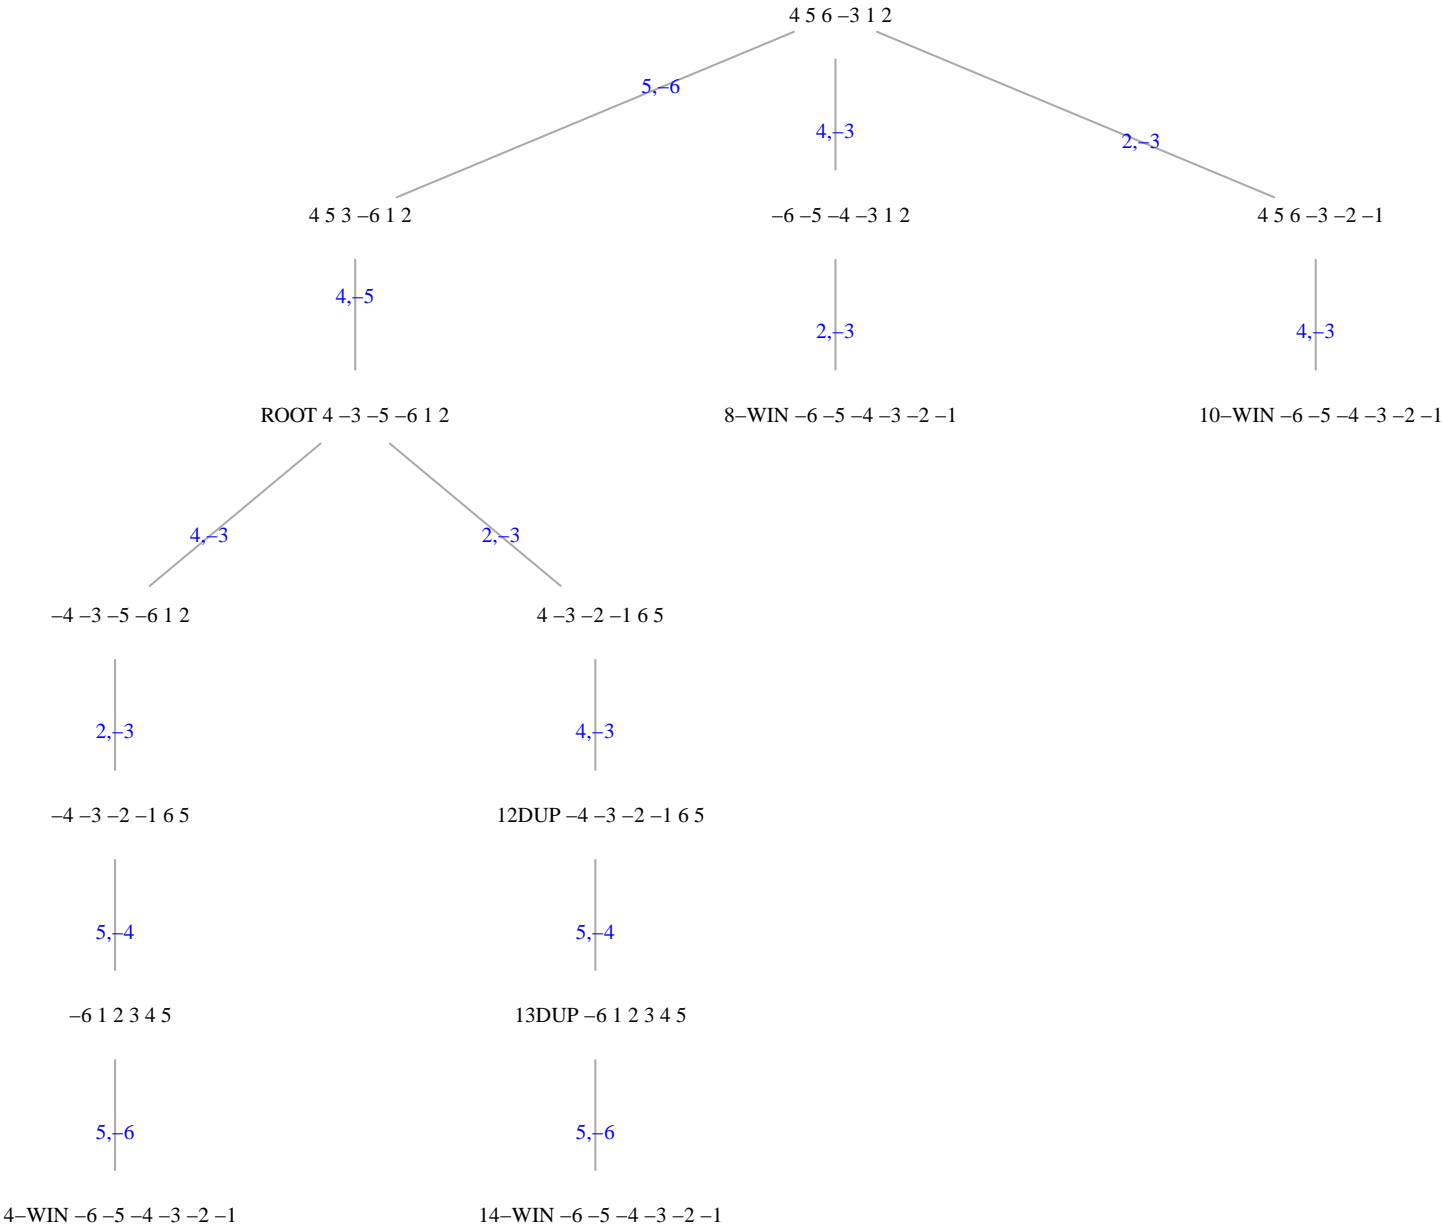 4 5 6 –3 1 2
5,–6
4,–3
2,–3
4 5 3 –6 1 2
–6 –5 –4 –3 1 2
4 5 6 –3 –2 –1
4,–5
2,–3
4,–3
ROOT 4 –3 –5 –6 1 2
8–WIN –6 –5 –4 –3 –2 –1
10–WIN –6 –5 –4 –3 –2 –1
4,–3
2,–3
–4 –3 –5 –6 1 2
4 –3 –2 –1 6 5
2,–3
4,–3
–4 –3 –2 –1 6 5
12DUP –4 –3 –2 –1 6 5
5,–4
5,–4
–6 1 2 3 4 5
13DUP –6 1 2 3 4 5
5,–6
5,–6
4–WIN –6 –5 –4 –3 –2 –1
14–WIN –6 –5 –4 –3 –2 –1